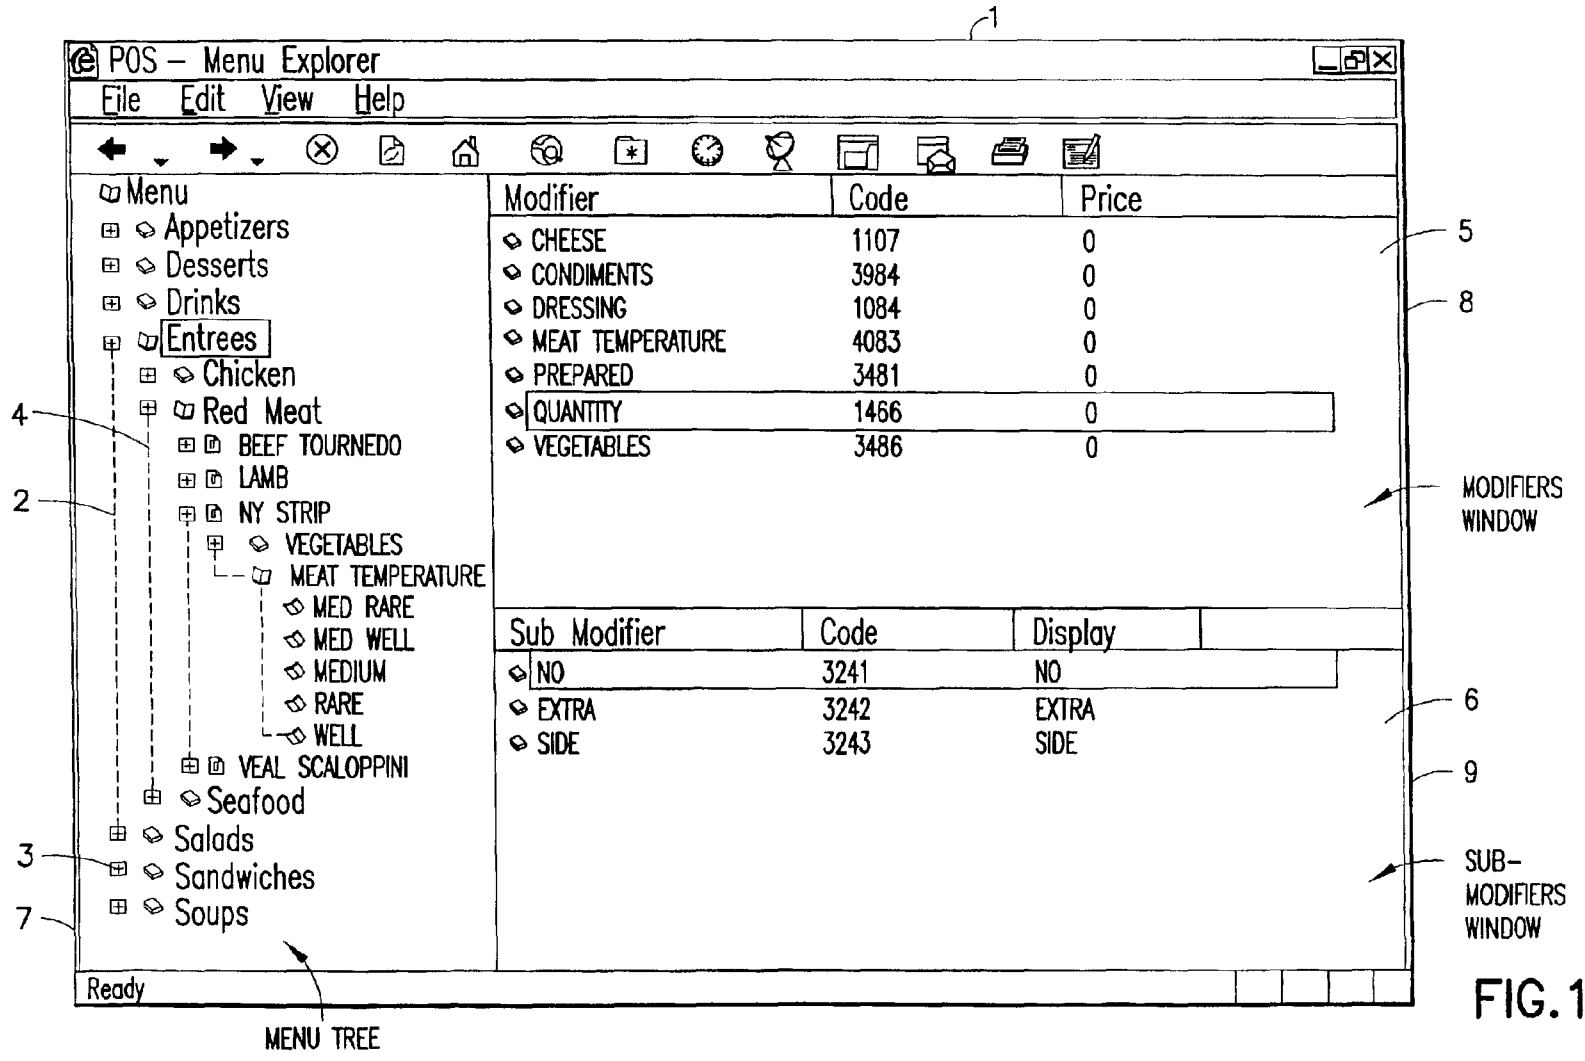 1
POS – Menu Explorer
File Edit View Help
Menu
Appetizers
Desserts
Drinks
Entrees
Chicken
Red Meat
BEEF TOURNEDO
LAMB
NY STRIP
VEGETABLES
MEAT TEMPERATURE
MED RARE
MED WELL
MEDIUM
RARE
WELL
VEAL SCALOPPINI
Seafood
Salads
Sandwiches
Soups
4
2
3
7
Modifier Code Price
CHEESE 1107 0
CONDIMENTS 3984 0
DRESSING 1084 0
MEAT TEMPERATURE 4083 0
PREPARED 3481 0
QUANTITY 1466 0
VEGETABLES 3486 0
5
8
MODIFIERS
WINDOW
Sub Modifier Code Display
NO 3241 NO
EXTRA 3242 EXTRA
SIDE 3243 SIDE
6
9
SUB–
MODIFIERS
WINDOW
Ready
MENU TREE
FIG.1